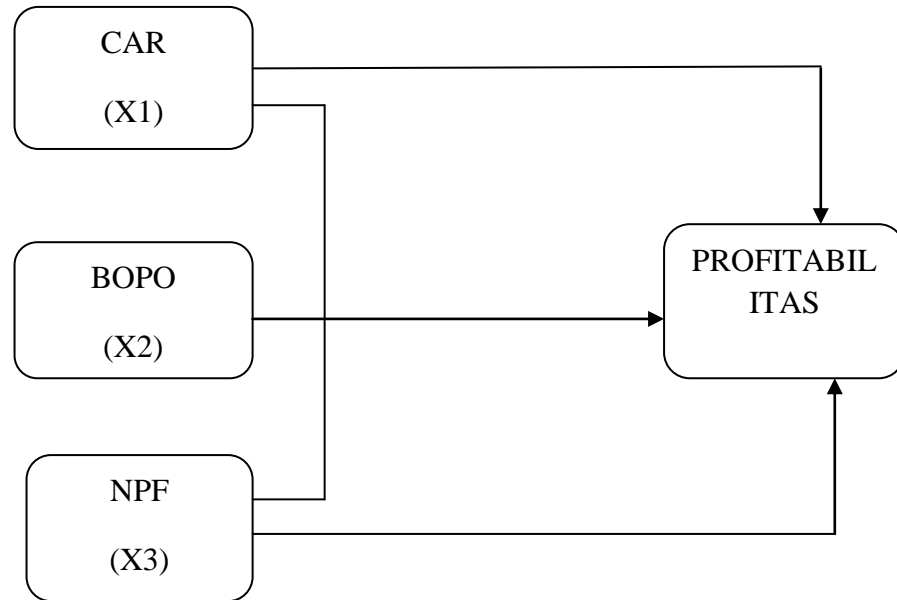 CAR
(X1)
BOPO
(X2)
NPF
(X3)
PROFITABIL
ITAS